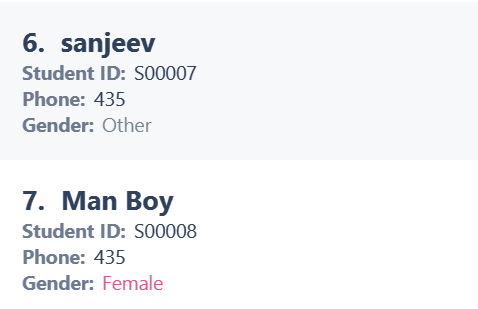 6. sanjeev
Student ID: S00007
Phone: 435
Gender: Other
7. Man Boy
Student ID: S00008
Phone: 435
Gender: Female